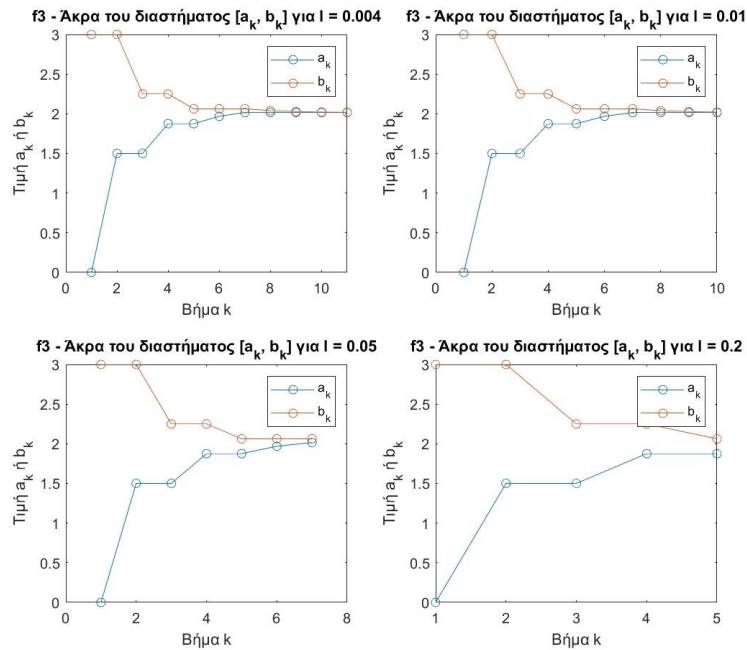 f3 - Άκρα του διαστήματος [a_k, b_k] για l = 0.004
3
2.5
2
1.5
1
0.5
0
0 2 4 6 8 10
Τιμή a_k ή b_k
Βήμα k
a_k
b_k
f3 - Άκρα του διαστήματος [a_k, b_k] για l = 0.01
3
2.5
2
1.5
1
0.5
0
0 2 4 6 8 10
Τιμή a_k ή b_k
Βήμα k
a_k
b_k
f3 - Άκρα του διαστήματος [a_k, b_k] για l = 0.05
3
2.5
2
1.5
1
0.5
0
0 2 4 6 8
Τιμή a_k ή b_k
Βήμα k
a_k
b_k
f3 - Άκρα του διαστήματος [a_k, b_k] για l = 0.2
3
2.5
2
1.5
1
0.5
0
1 2 3 4 5
Τιμή a_k ή b_k
Βήμα k
a_k
b_k